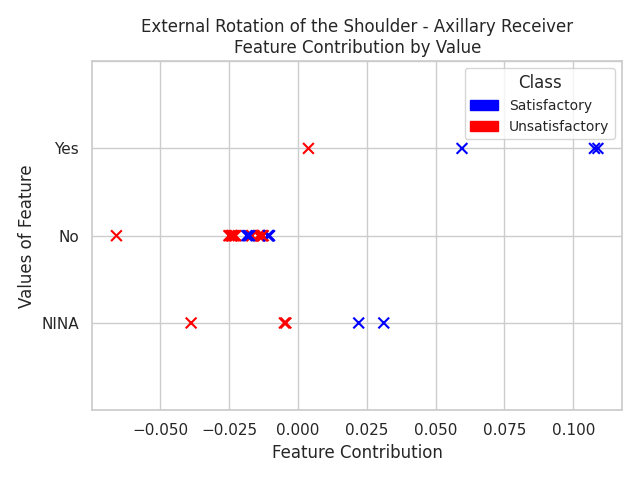 External Rotation of the Shoulder - Axillary Receiver
Feature Contribution by Value
Class
Satisfactory
Unsatisfactory
Values of Feature
Yes
No
NINA
−0.050 −0.025 0.000 0.025 0.050 0.075 0.100
Feature Contribution